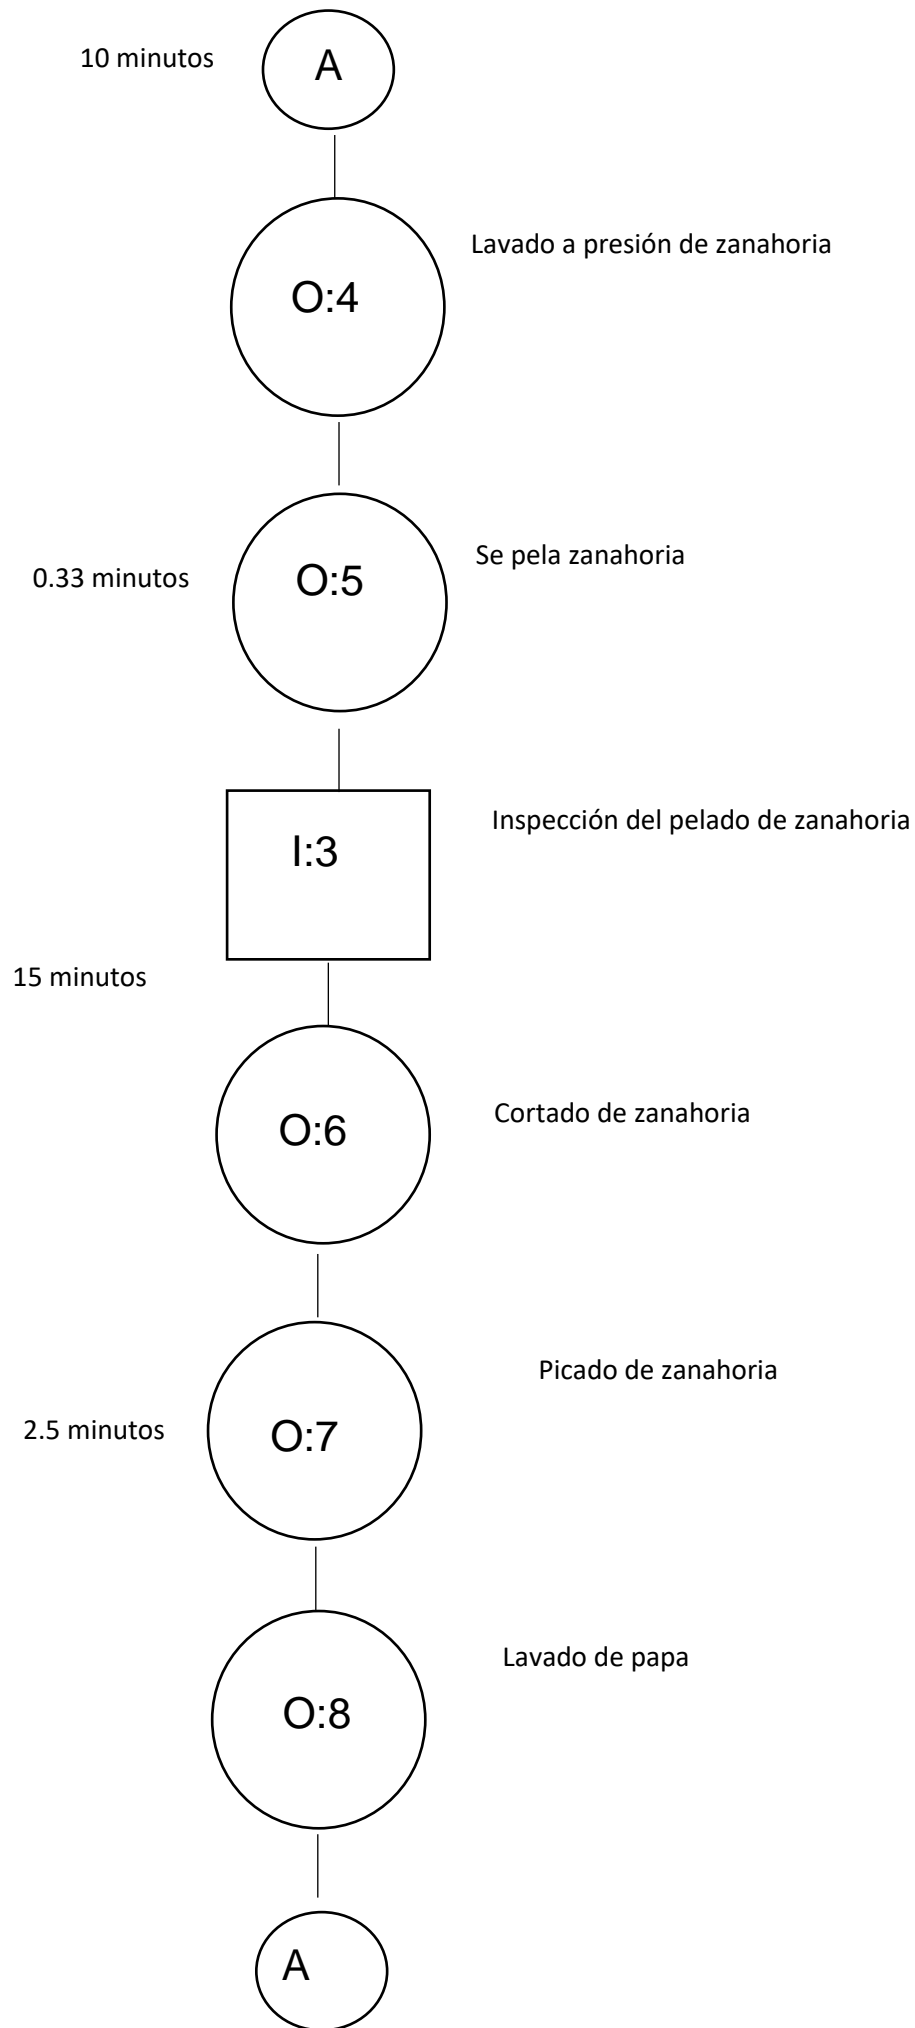 10 minutos
A
Lavado a presión de zanahoria
O:4
Se pela zanahoria
0.33 minutos
O:5
Inspección del pelado de zanahoria
I:3
15 minutos
Cortado de zanahoria
O:6
Picado de zanahoria
2.5 minutos
O:7
Lavado de papa
O:8
A